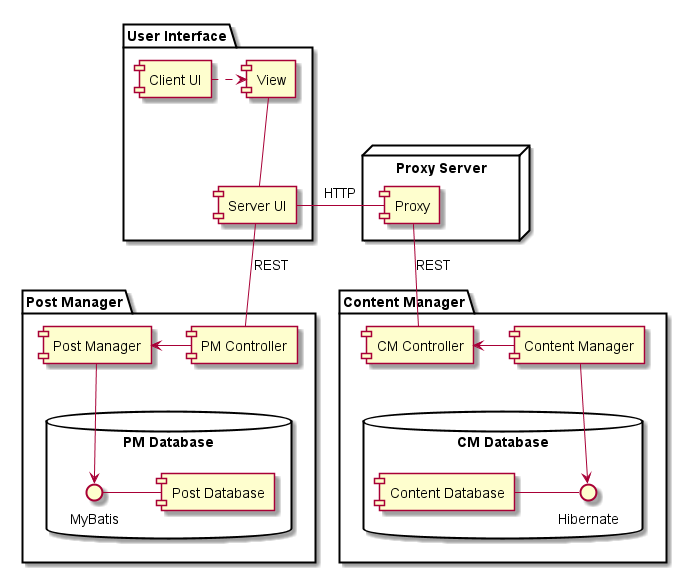 User Interface
Client UI
View
Proxy Server
Server UI
HTTP
Proxy
REST
REST
Post Manager
Content Manager
Post Manager
PM Controller
CM Controller
Content Manager
PM Database
CM Database
Post Database
Content Database
MyBatis
Hibernate